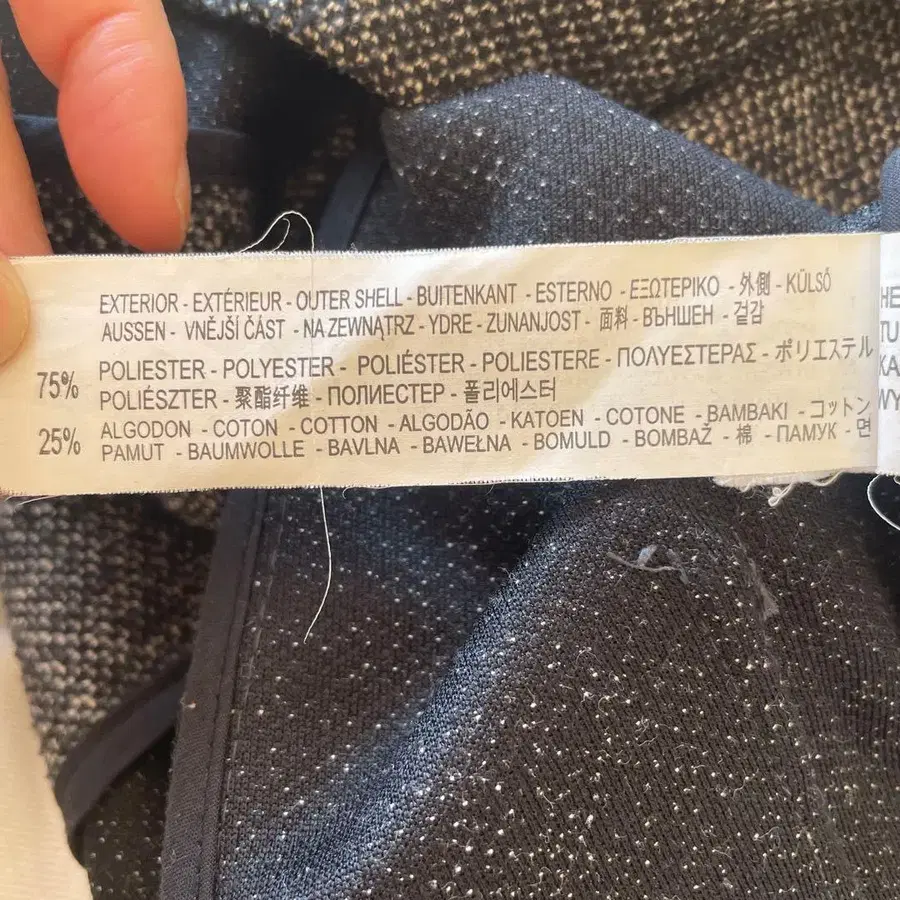 EXTERIOR - EXTÉRIEUR - OUTER SHELL - BUITENKANT - ESTERNO - ΕΞΩΤΕΡΙΚΟ - 外側 - KÜLSŐ
AUSSEN - VNĚJŠÍ ČÁST - NA ZEWNĄTRZ - YDRE - ZUNANJOST - 面料 - ВЪНШЕН - 겉감
75% POLIESTER - POLYESTER - POLIÉSTER - POLIESTERE - ΠΟΛΥΕΣΤΕΡΑΣ - ポリエステル
POLIÉSZTER - 聚酯纤维 - ПОЛИЕСТЕР - 폴리에스터
25% ALGODON - COTON - COTTON - ALGODÃO - KATOEN - COTONE - BAMBAKI - コットン
PAMUT - BAUMWOLLE - BAVLNA - BAWEŁNA - BOMULD - BOMBAŽ - 棉 - ПАМУК - 면